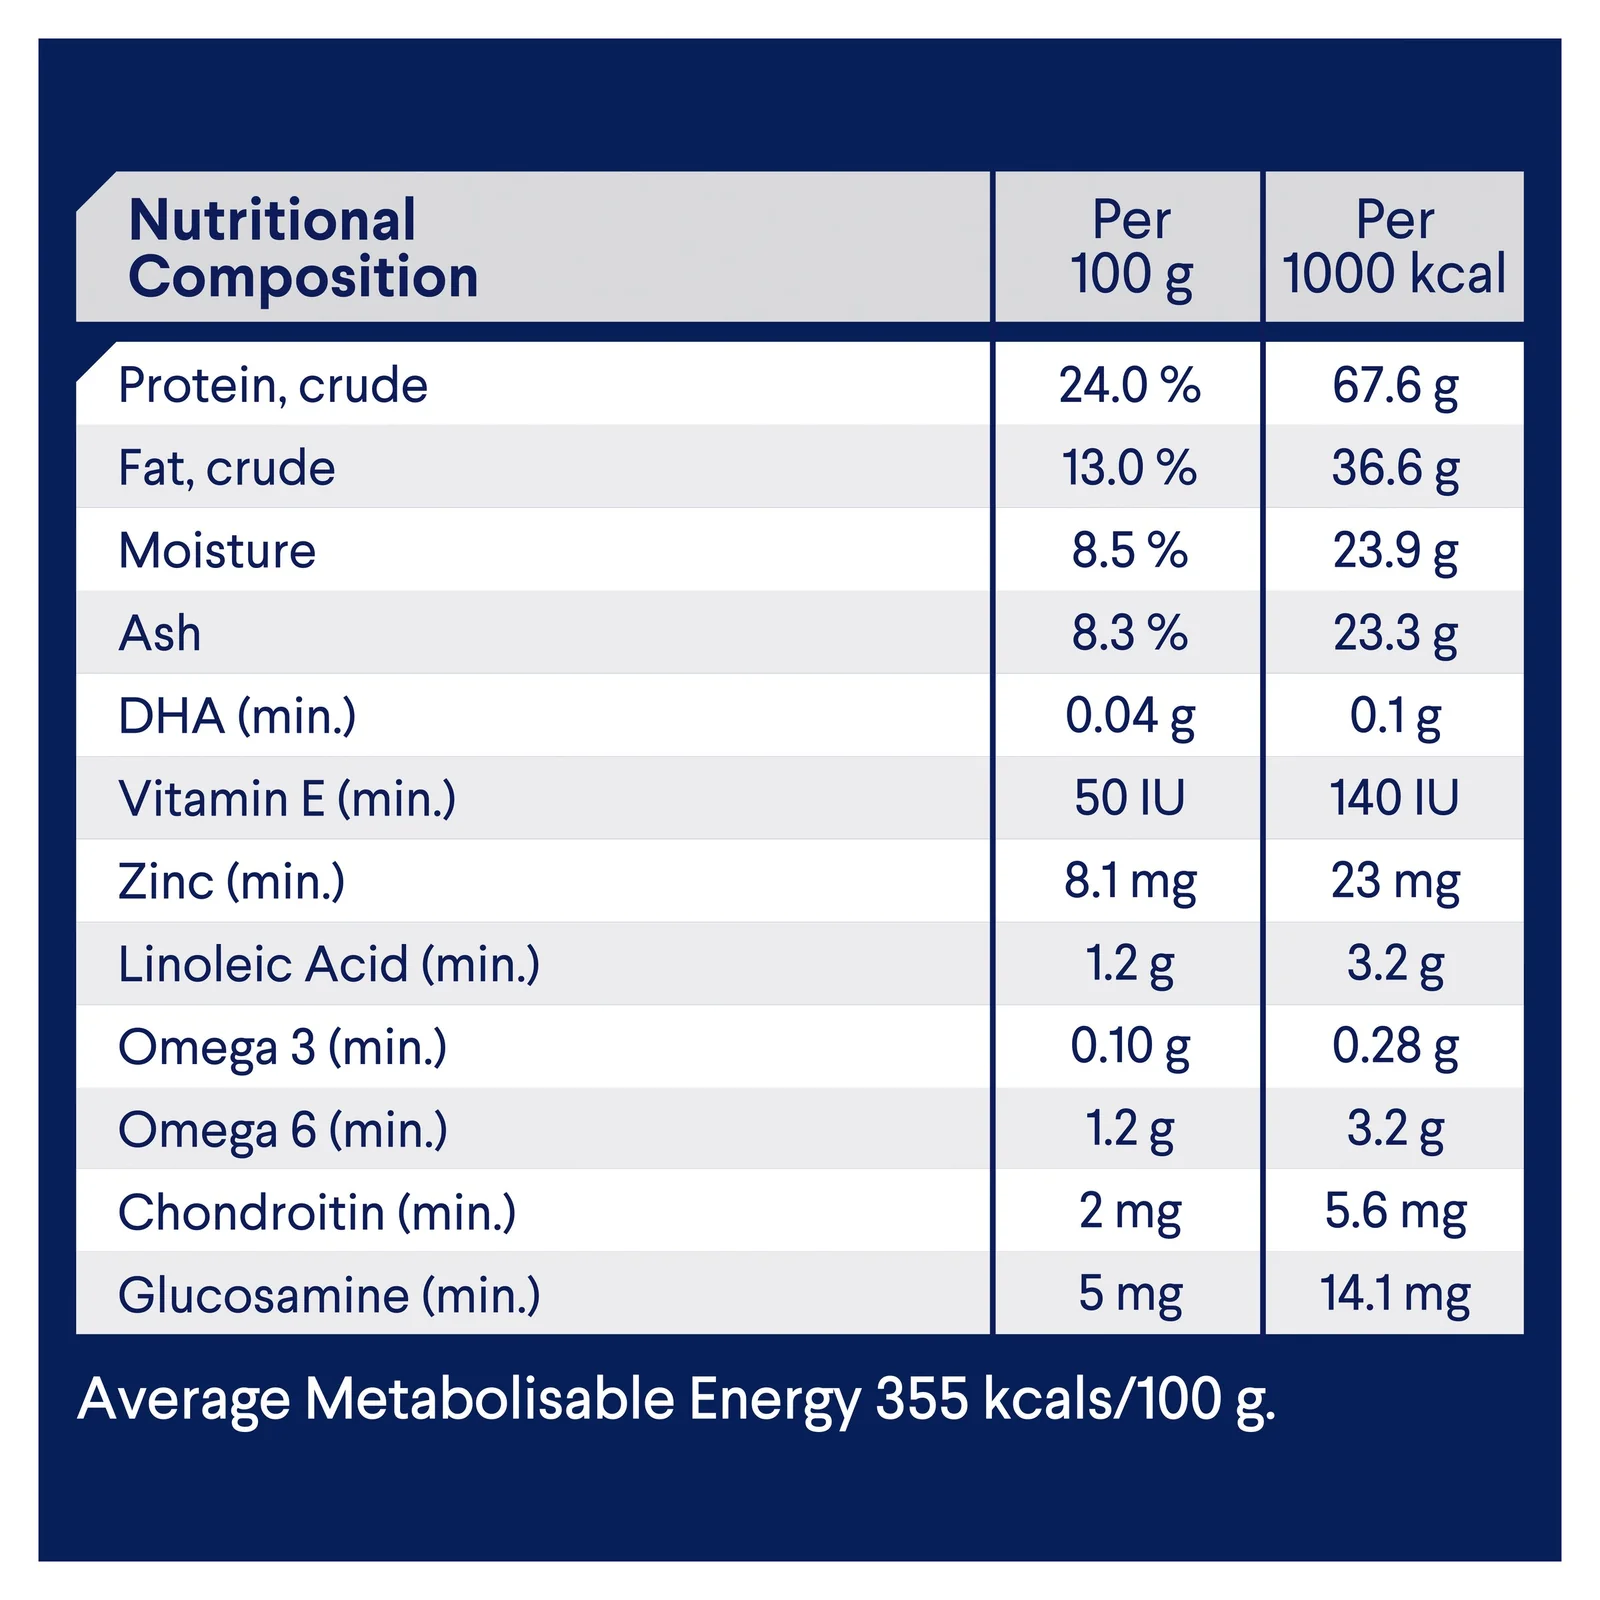 Nutritional
Composition
Per
100 g
Per
1000 kcal
Protein, crude 24.0 % 67.6 g
Fat, crude 13.0 % 36.6 g
Moisture 8.5 % 23.9 g
Ash 8.3 % 23.3 g
DHA (min.) 0.04 g 0.1 g
Vitamin E (min.) 50 IU 140 IU
Zinc (min.) 8.1 mg 23 mg
Linoleic Acid (min.) 1.2 g 3.2 g
Omega 3 (min.) 0.10 g 0.28 g
Omega 6 (min.) 1.2 g 3.2 g
Chondroitin (min.) 2 mg 5.6 mg
Glucosamine (min.) 5 mg 14.1 mg
Average Metabolisable Energy 355 kcals/100 g.